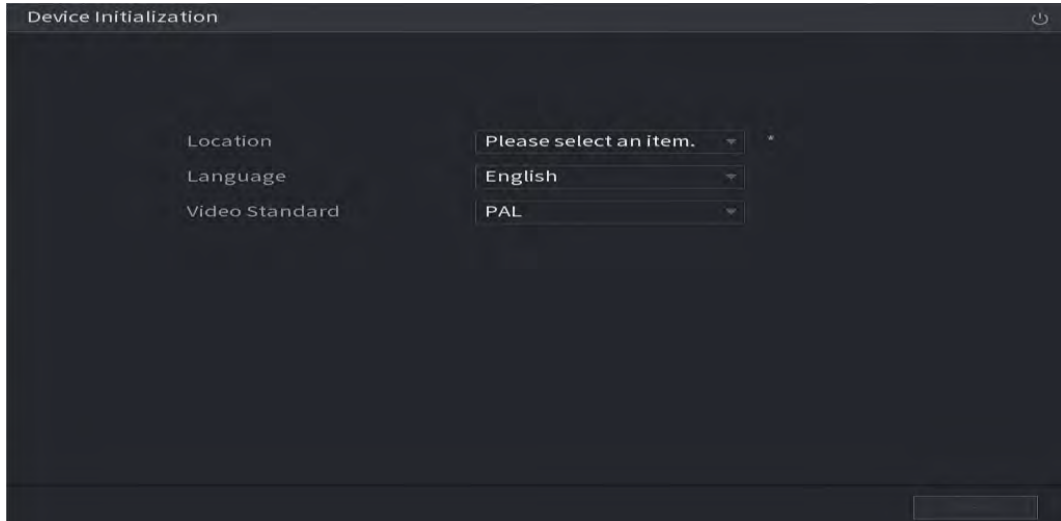 Device Initialization
Location Please select an item. *
Language English
Video Standard PAL